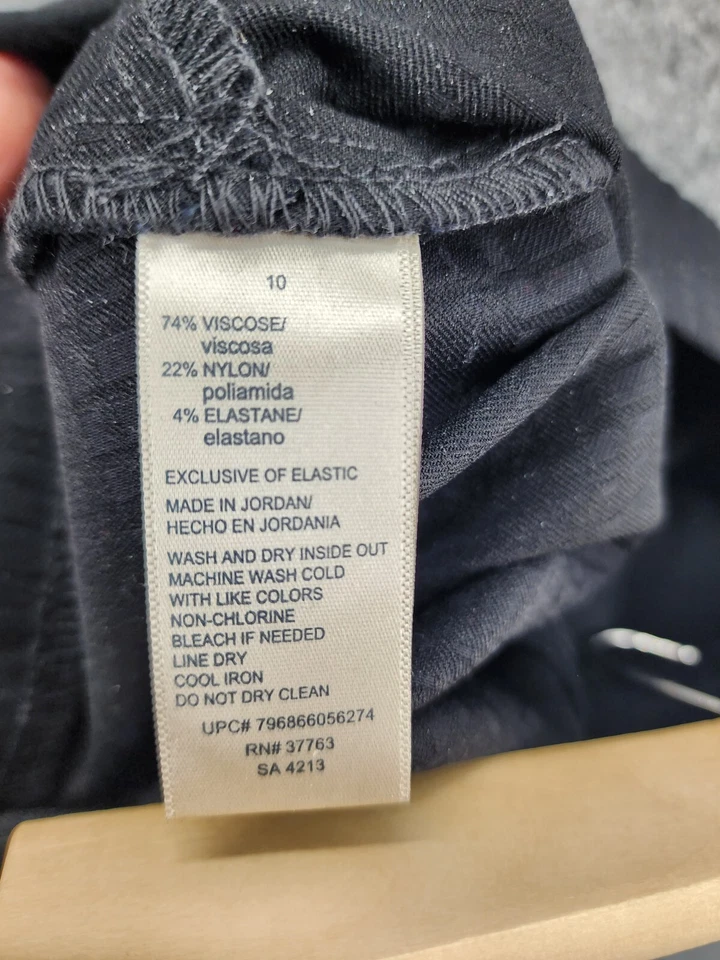 10
74% VISCOSE/
viscosa
22% NYLON/
poliamida
4% ELASTANE/
elastano
EXCLUSIVE OF ELASTIC
MADE IN JORDAN/
HECHO EN JORDANIA
WASH AND DRY INSIDE OUT
MACHINE WASH COLD
WITH LIKE COLORS
NON-CHLORINE
BLEACH IF NEEDED
LINE DRY
COOL IRON
DO NOT DRY CLEAN
UPC# 796866056274
RN# 37763
SA 4213